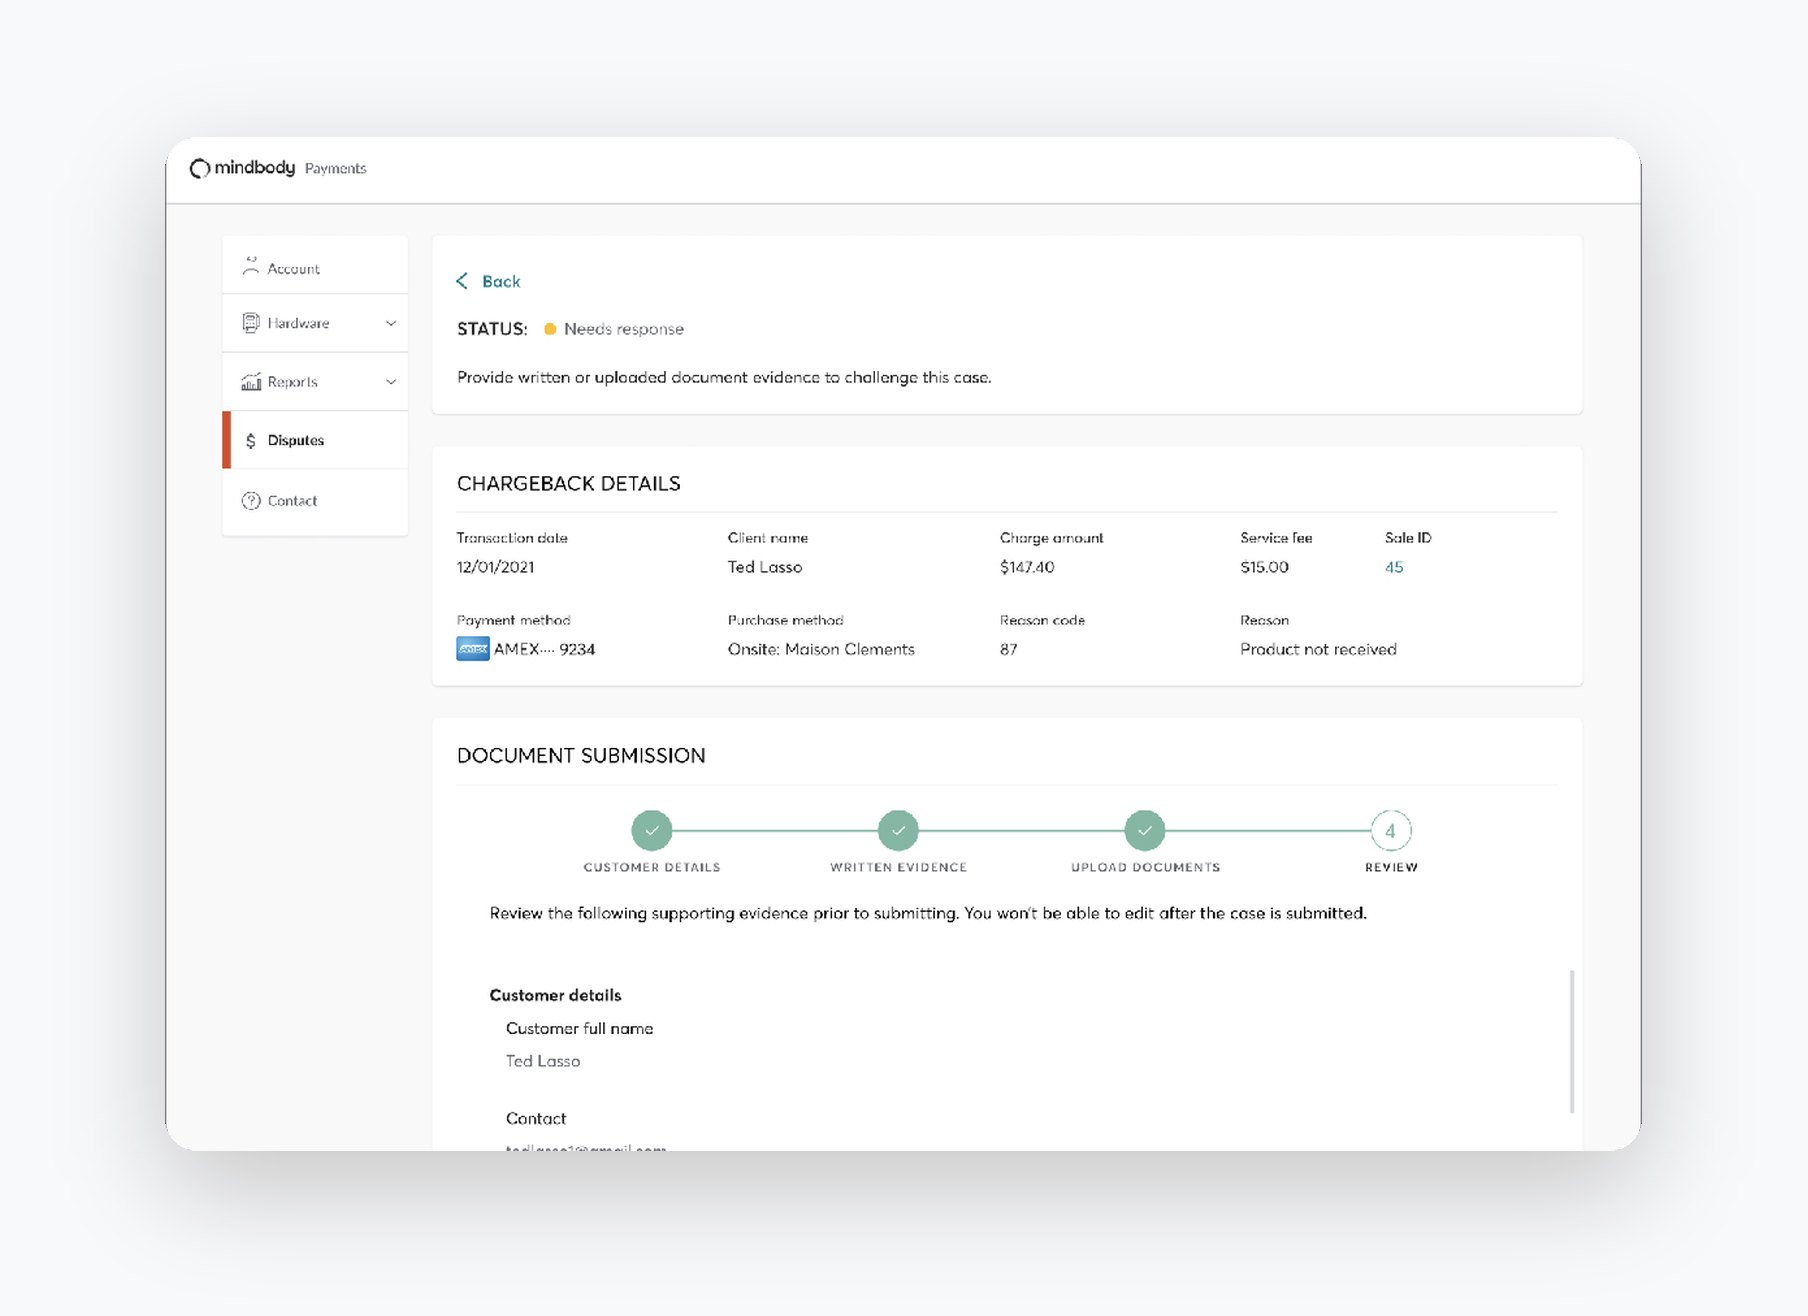 mindbody Payments
Account
Hardware
Reports
$ Disputes
? Contact
Back
STATUS: Needs response
Provide written or uploaded document evidence to challenge this case.
CHARGEBACK DETAILS
Transaction date Client name Charge amount Service fee Sale ID
12/01/2021 Ted Lasso $147.40 $15.00 45
Payment method Purchase method Reason code Reason
AMEX AMEX···· 9234 Onsite: Maison Clements 87 Product not received
DOCUMENT SUBMISSION
4
CUSTOMER DETAILS WRITTEN EVIDENCE UPLOAD DOCUMENTS REVIEW
Review the following supporting evidence prior to submitting. You won't be able to edit after the case is submitted.
Customer details
Customer full name
Ted Lasso
Contact
tedlasso1@gmail.com